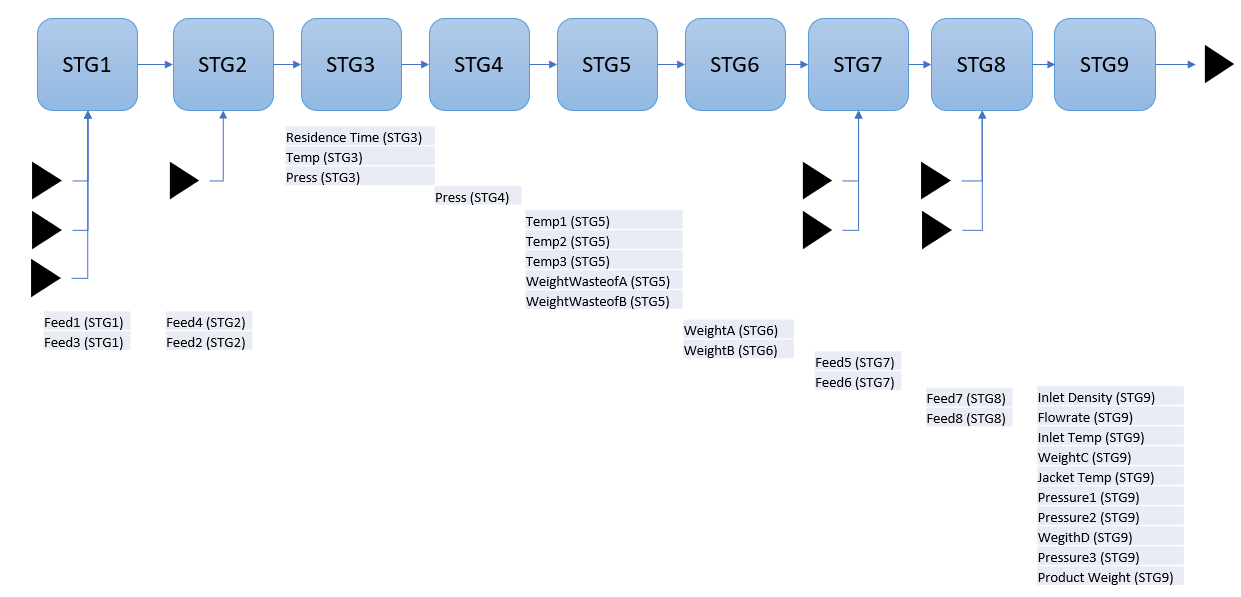 STG1
STG2
STG3
STG4
STG5
STG6
STG7
STG8
STG9
Residence Time (STG3)
Temp (STG3)
Press (STG3)
Press (STG4)
Temp1 (STG5)
Temp2 (STG5)
Temp3 (STG5)
WeightWasteofA (STG5)
WeightWasteofB (STG5)
Feed1 (STG1)
Feed3 (STG1)
Feed4 (STG2)
Feed2 (STG2)
WeightA (STG6)
WeightB (STG6)
Feed5 (STG7)
Feed6 (STG7)
Feed7 (STG8)
Feed8 (STG8)
Inlet Density (STG9)
Flowrate (STG9)
Inlet Temp (STG9)
WeightC (STG9)
Jacket Temp (STG9)
Pressure1 (STG9)
Pressure2 (STG9)
WegithD (STG9)
Pressure3 (STG9)
Product Weight (STG9)